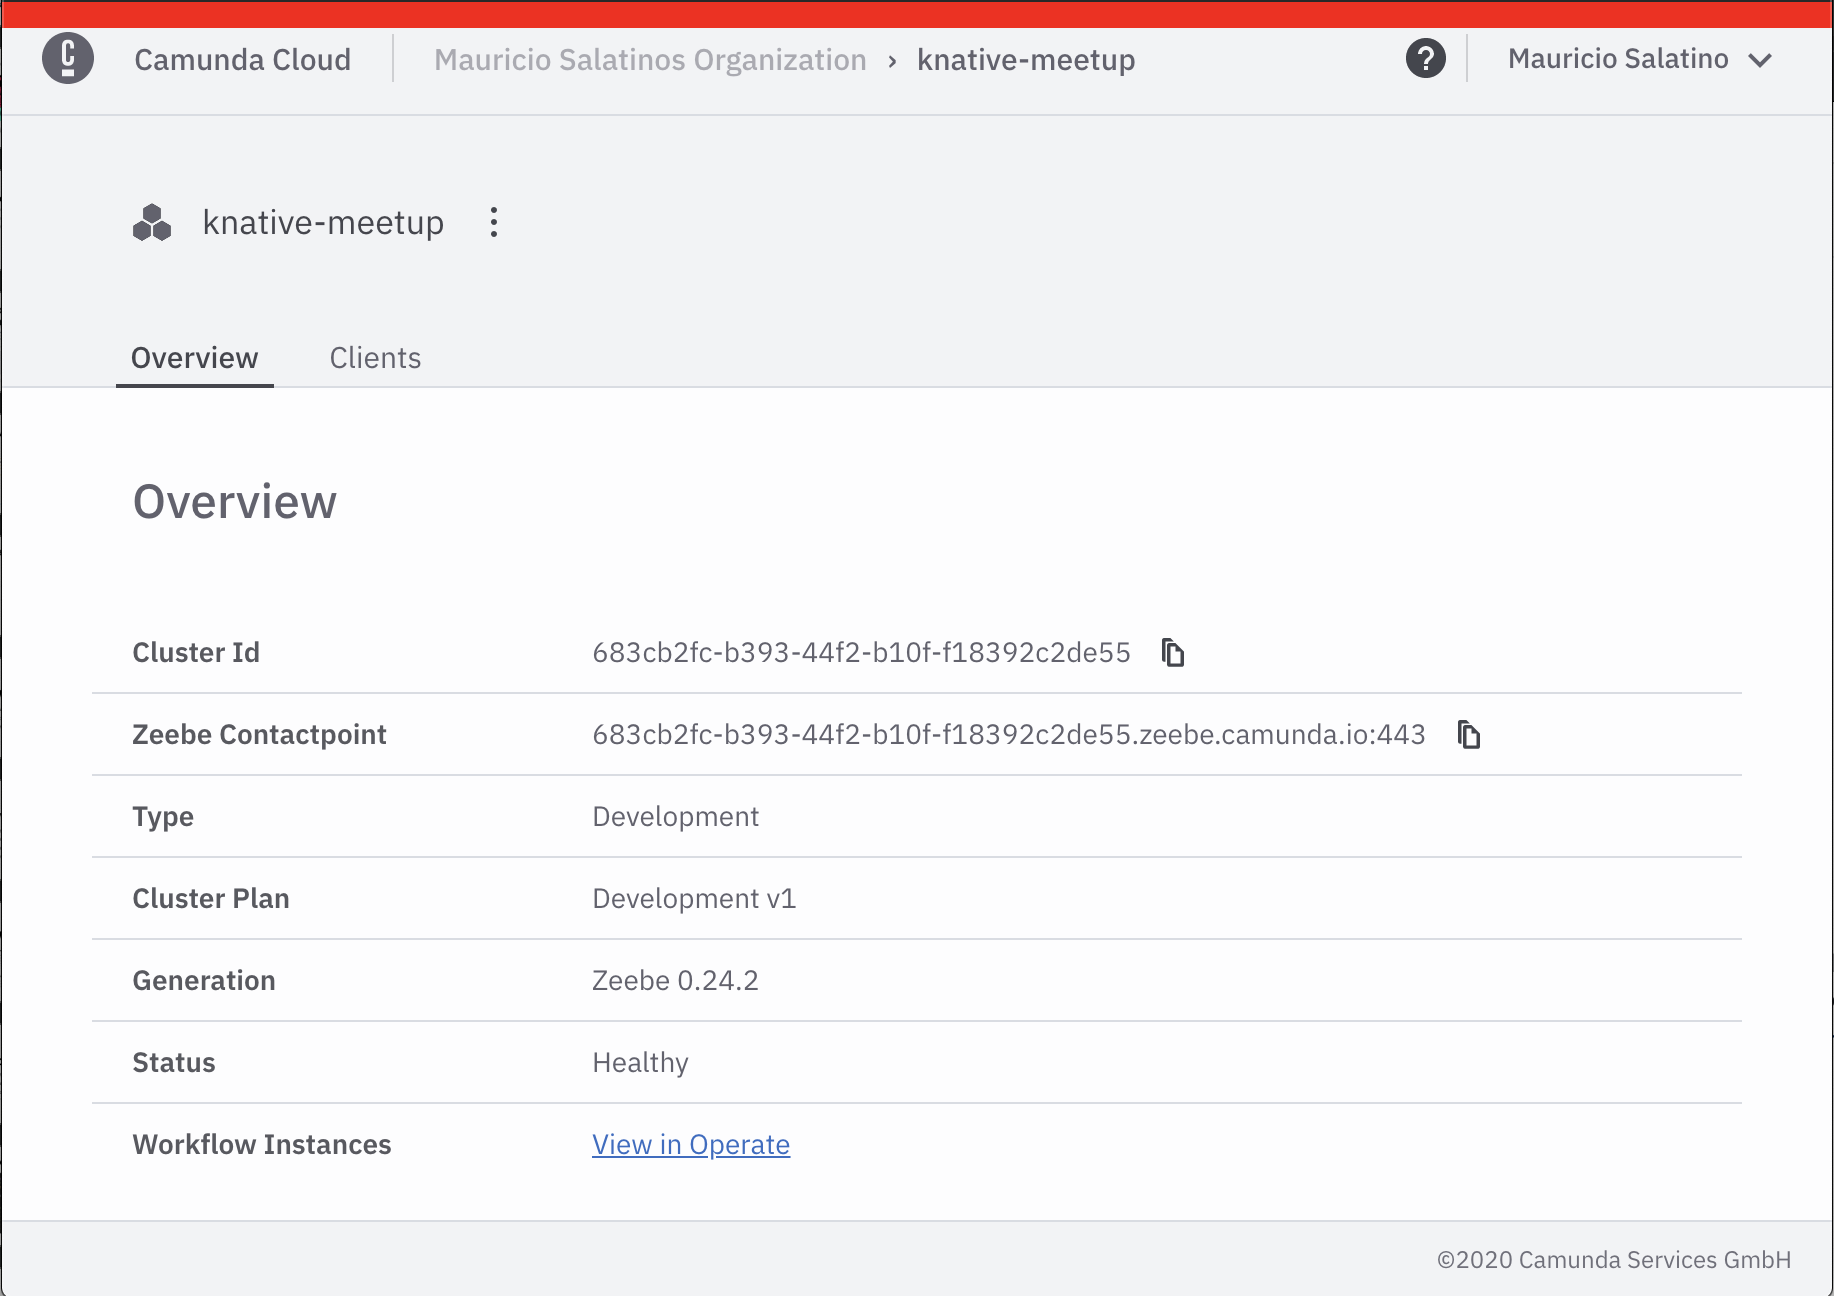 Camunda Cloud Mauricio Salatinos Organization › knative-meetup ? Mauricio Salatino
knative-meetup
Overview Clients
Overview
Cluster Id 683cb2fc-b393-44f2-b10f-f18392c2de55
Zeebe Contactpoint 683cb2fc-b393-44f2-b10f-f18392c2de55.zeebe.camunda.io:443
Type Development
Cluster Plan Development v1
Generation Zeebe 0.24.2
Status Healthy
Workflow Instances View in Operate
©2020 Camunda Services GmbH